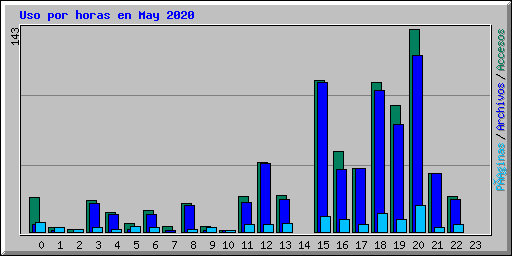 Uso por horas en May 2020
143
Páginas / Archivos / Accesos
0 1 2 3 4 5 6 7 8 9 10 11 12 13 14 15 16 17 18 19 20 21 22 23